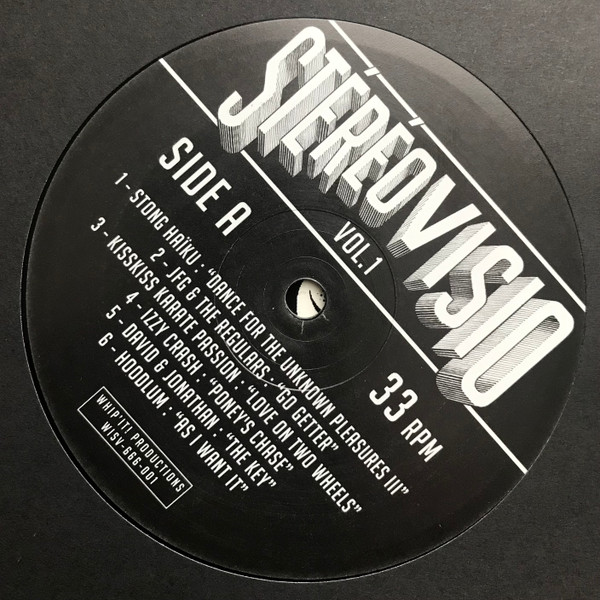 STÉRÉOVISIO
VOL.1
SIDE A
33 RPM
1 - STONG HAÏKU : "DANCE FOR THE UNKNOWN PLEASURES III"
2 - JFG & THE REGULARS : "GO GETTER"
3 - KISSKISS KARATE PASSION : "LOVE ON TWO WHEELS"
4 - IZZY CRASH : "PONEY'S CHASE"
5 - DAVID & JONATHAN : "THE KEY"
6 - HOODLUM : "AS I WANT IT"
WHIP'IT! PRODUCTIONS
W/SV-666-001